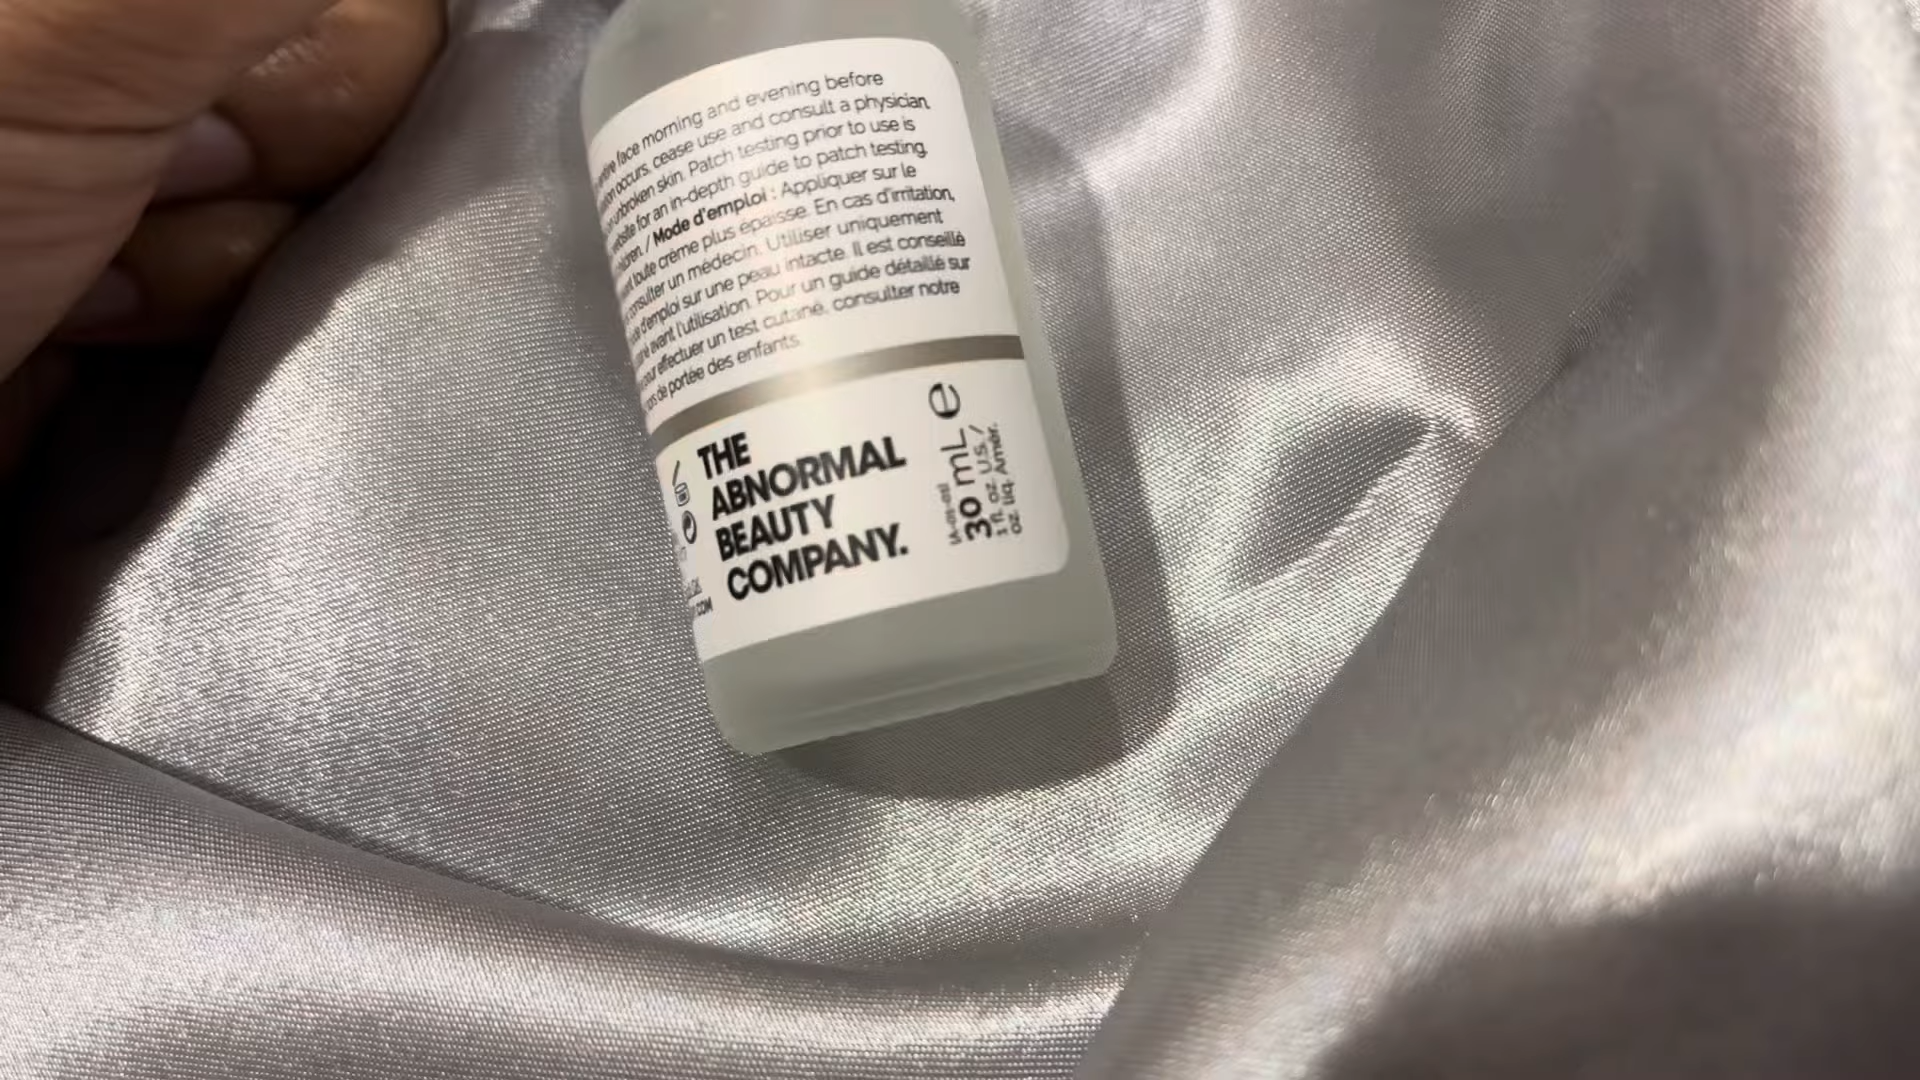 face morning and evening before
occurs, cease use and consult a physician.
unbroken skin. Patch testing prior to use is
for an in-depth guide to patch testing.
/ Mode d'emploi : Appliquer sur le
toute crème plus épaisse. En cas d'irritation,
consulter un médecin. Utiliser uniquement
d'emploi sur une peau intacte. Il est conseillé
avant l'utilisation. Pour un guide détaillé sur
effectuer un test cutané, consulter notre
de portée des enfants.
THE
ABNORMAL
BEAUTY
COMPANY.
30 mL e
1 fl. oz. U.S. /
oz. liq. Amér.
COM